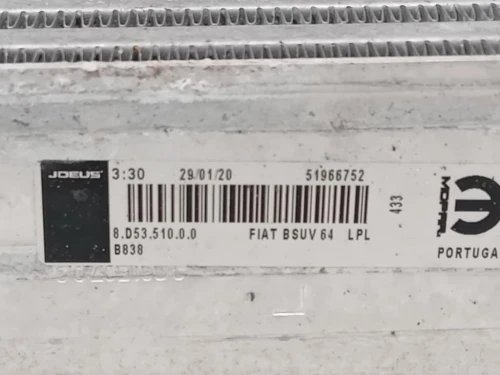 JOEUS 3:30 29/01/20 51966752
8.D53.510.0.0 FIAT BSUV 64 LPL
B838
433
MOPAR.
PORTUGA